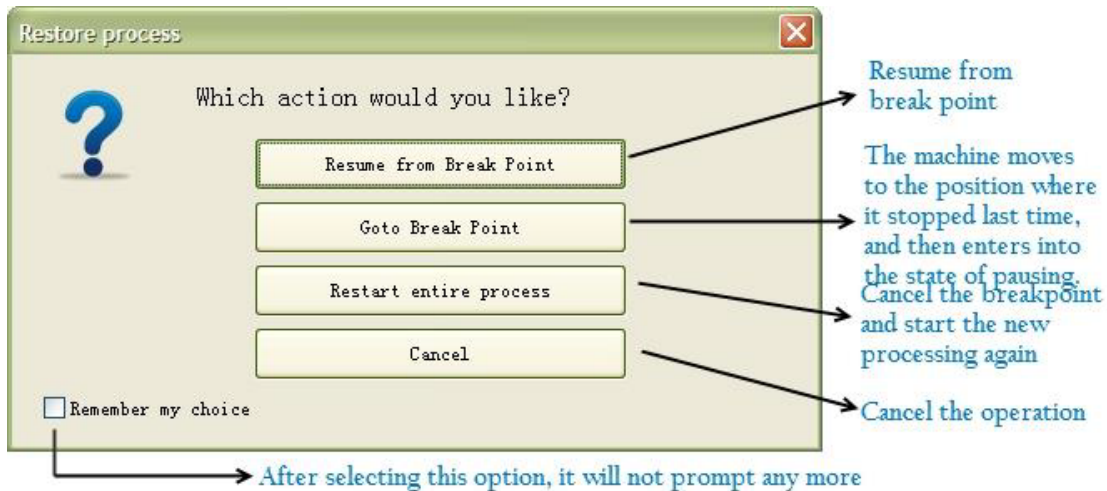 Restore process
Which action would you like?
Resume from Break Point
Goto Break Point
Restart entire process
Cancel
Remember my choice
Resume from
break point
The machine moves
to the position where
it stopped last time,
and then enters into
the state of pausing.
Cancel the breakpoint
and start the new
processing again
Cancel the operation
After selecting this option, it will not prompt any more